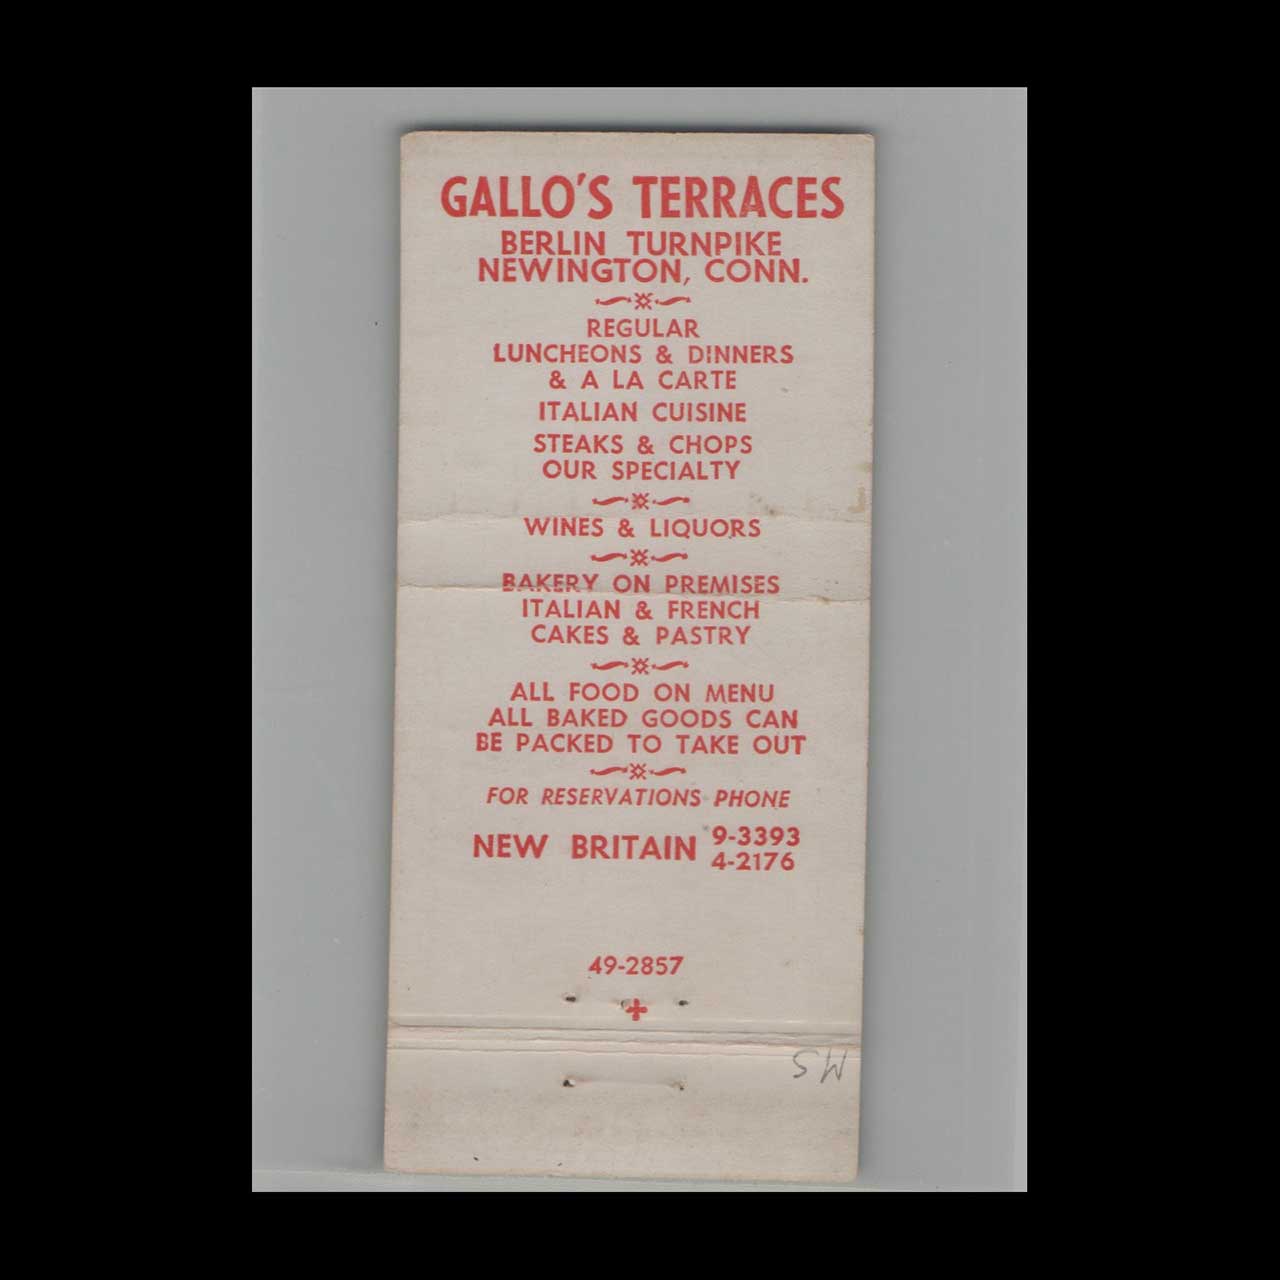 GALLO'S TERRACES
BERLIN TURNPIKE
NEWINGTON, CONN.
REGULAR
LUNCHEONS & DINNERS
& A LA CARTE
ITALIAN CUISINE
STEAKS & CHOPS
OUR SPECIALTY
WINES & LIQUORS
BAKERY ON PREMISES
ITALIAN & FRENCH
CAKES & PASTRY
ALL FOOD ON MENU
ALL BAKED GOODS CAN
BE PACKED TO TAKE OUT
FOR RESERVATIONS PHONE
NEW BRITAIN 9-3393
4-2176
49-2857
MS